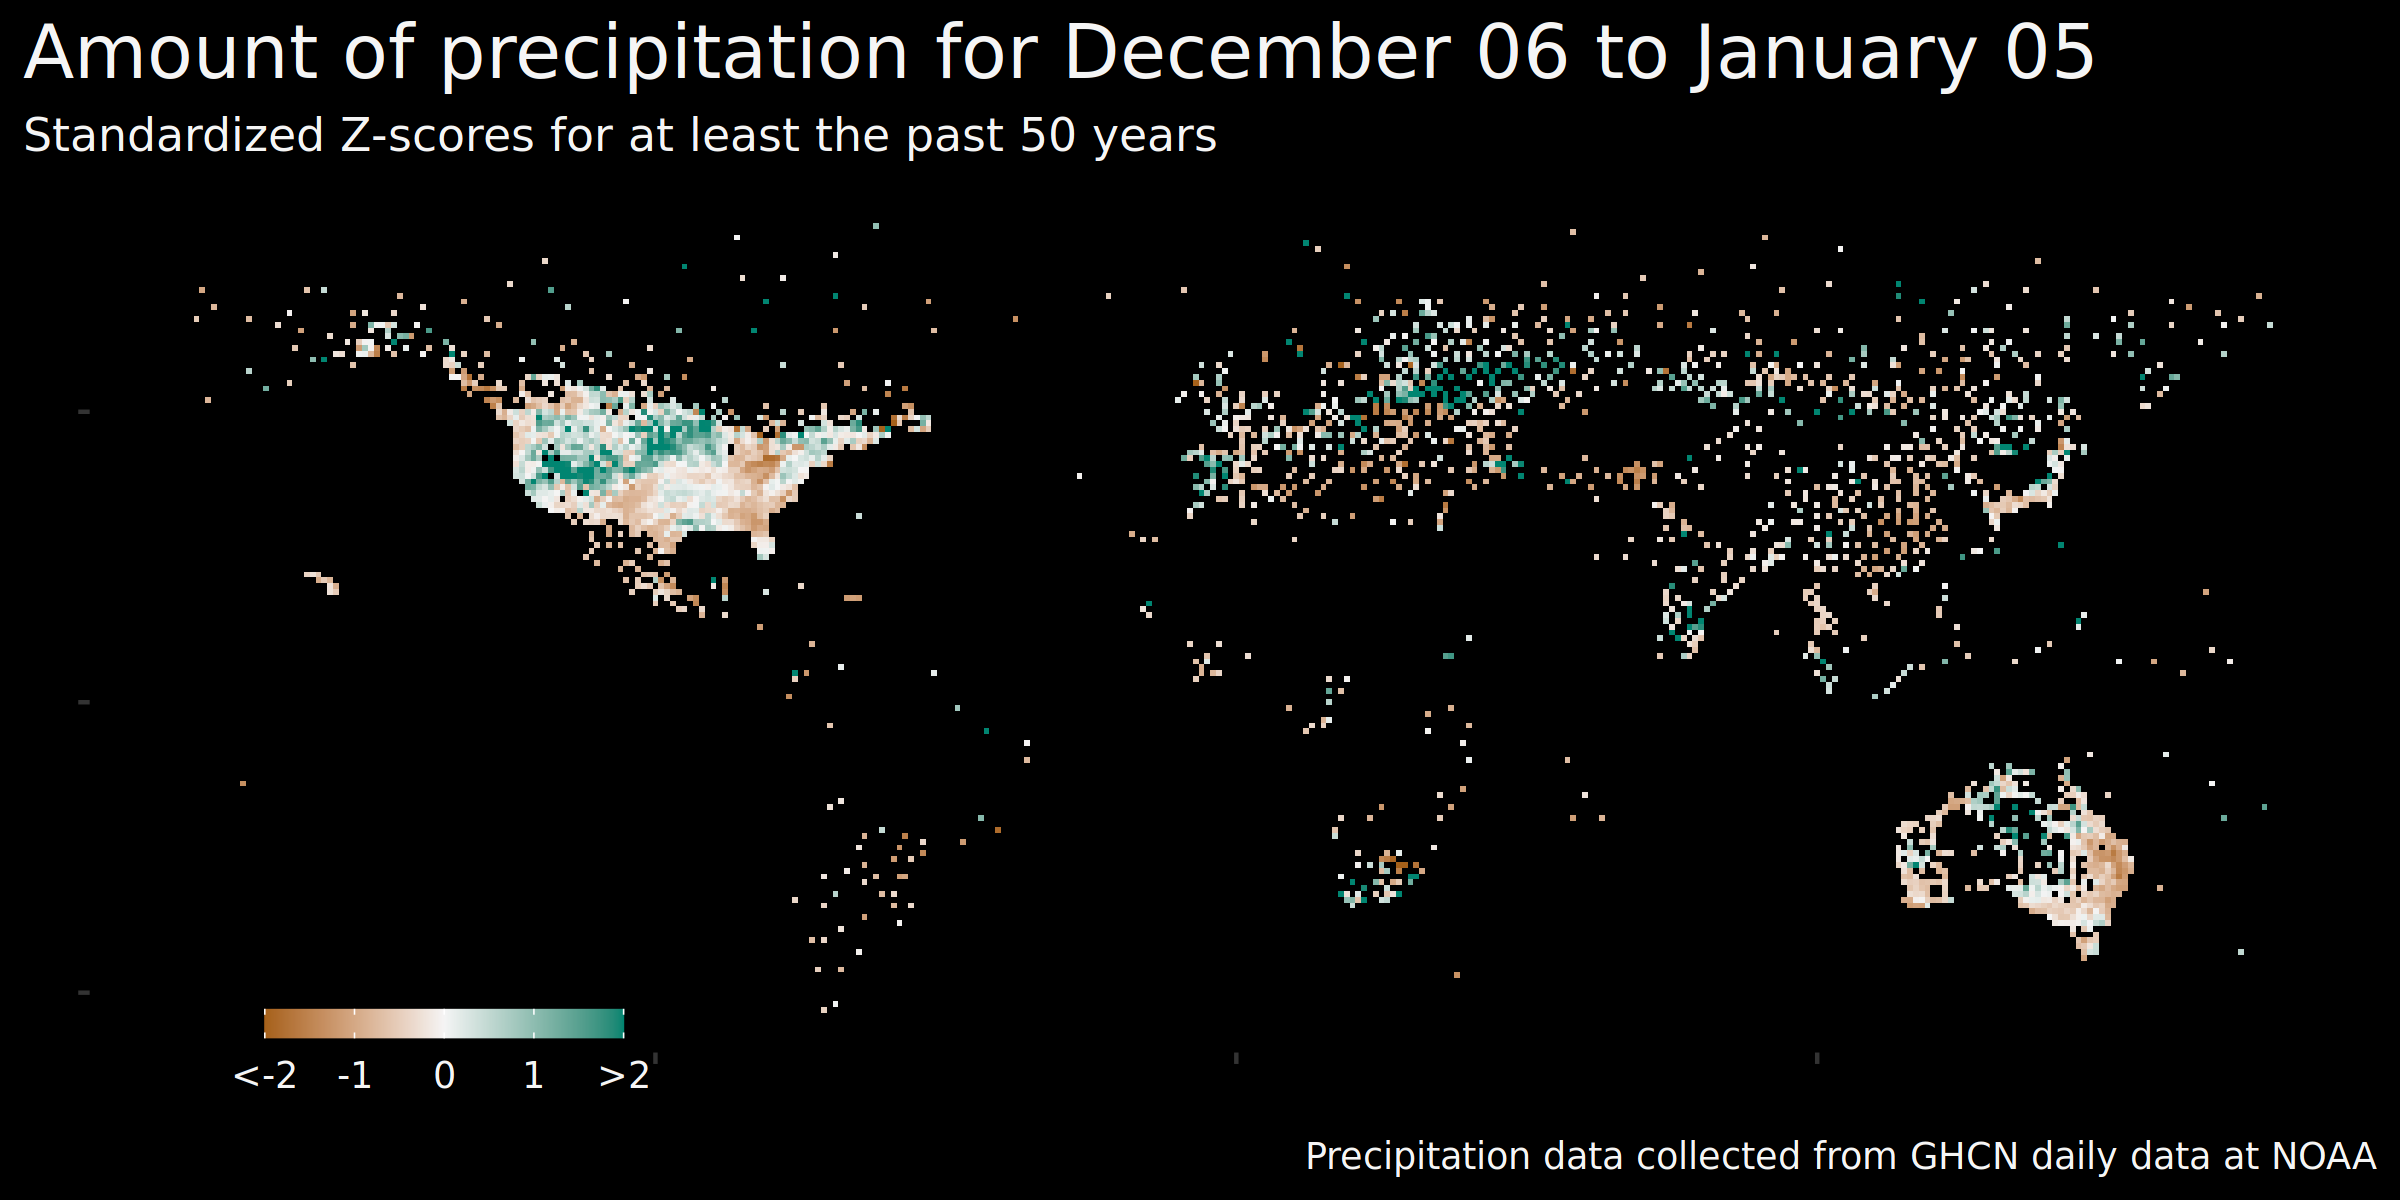 Amount of precipitation for December 06 to January 05
Standardized Z-scores for at least the past 50 years
<-2 -1 0 1 >2
Precipitation data collected from GHCN daily data at NOAA